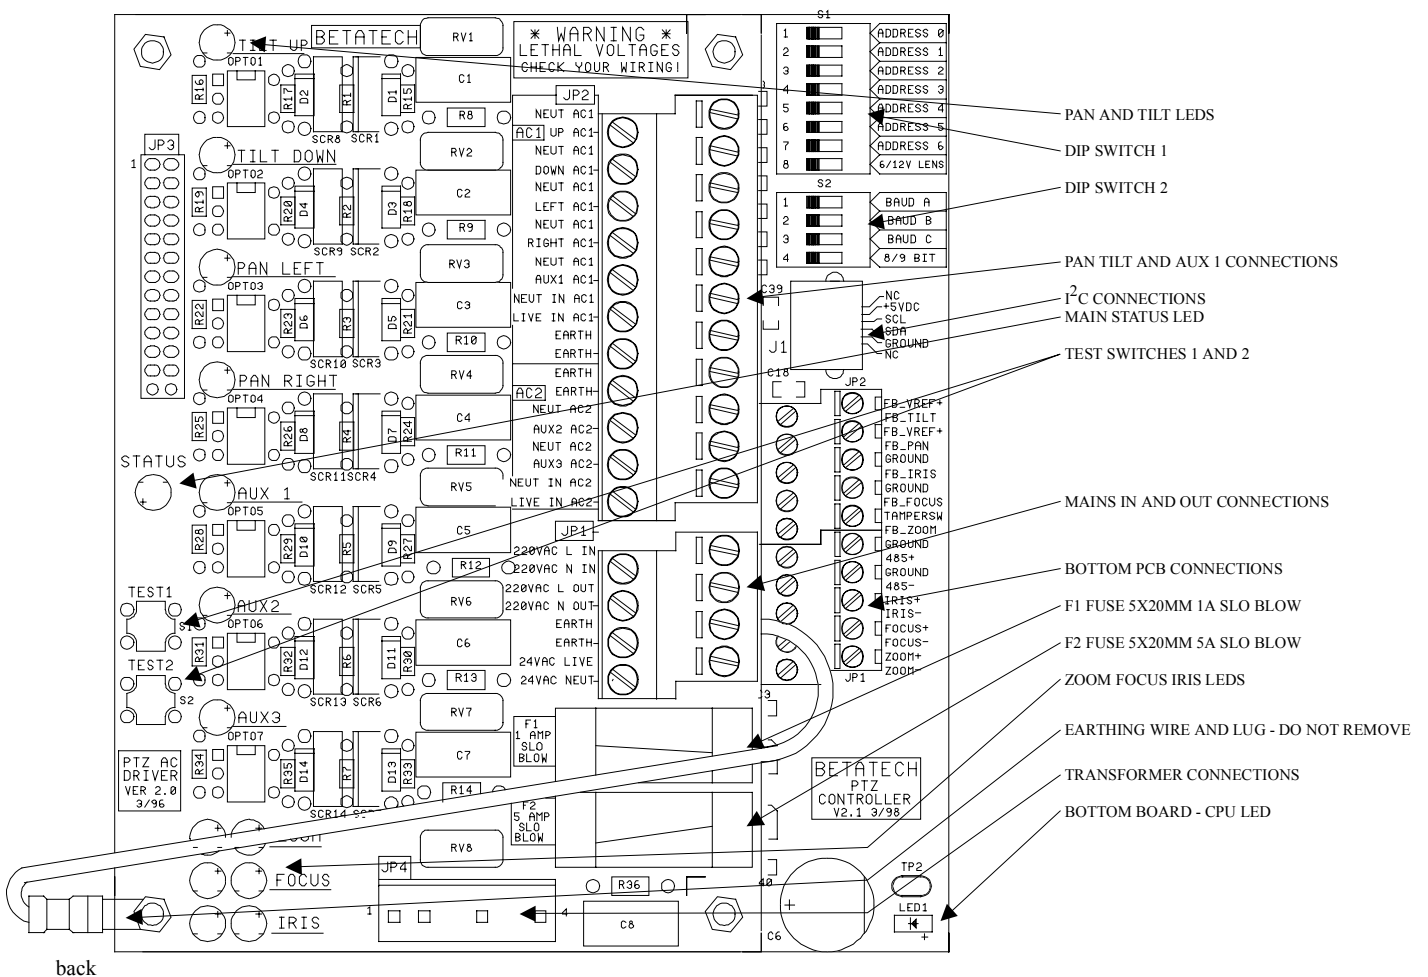 TILT UP
OPTO1
BETATECH
RV1
* WARNING *
LETHAL VOLTAGES
CHECK YOUR WIRING!
R16
R17
D2
R1
D1
R15
C1
R8
SCR8
SCR1
JP3
1
TILT DOWN
OPTO2
RV2
R19
R20
D4
R2
D3
R18
C2
R9
SCR9
SCR2
PAN LEFT
OPTO3
RV3
R22
R23
D6
R3
D5
R21
C3
R10
SCR10
SCR3
PAN RIGHT
OPTO4
RV4
R25
R26
D8
R4
D7
R24
C4
R11
SCR11
SCR4
STATUS
AUX 1
OPTO5
RV5
R28
R29
D10
R5
D9
R27
C5
R12
SCR12
SCR5
TEST1
S1
AUX2
OPTO6
RV6
R31
R32
D12
R6
D11
R30
C6
R13
SCR13
SCR6
TEST2
S2
AUX3
OPTO7
RV7
R34
R35
D14
R7
D13
R33
C7
R14
SCR14
PTZ AC
DRIVER
VER 2.0
3/96
FOCUS
IRIS
RV8
JP4
1
4
R36
C8
JP2
NEUT AC1
AC1
UP AC1
NEUT AC1
DOWN AC1
NEUT AC1
LEFT AC1
NEUT AC1
RIGHT AC1
NEUT AC1
AUX1 AC1
NEUT IN AC1
LIVE IN AC1
EARTH
EARTH
EARTH
AC2
EARTH
NEUT AC2
AUX2 AC2
NEUT AC2
AUX3 AC2
NEUT IN AC2
LIVE IN AC2
JP1
220VAC L IN
220VAC N IN
220VAC L OUT
220VAC N OUT
EARTH
EARTH
24VAC LIVE
24VAC NEUT
F1
1 AMP
SLO
BLOW
F2
5 AMP
SLO
BLOW
S1
1 ADDRESS 0
2 ADDRESS 1
3 ADDRESS 2
4 ADDRESS 3
5 ADDRESS 4
6 ADDRESS 5
7 ADDRESS 6
8 6/12V LENS
S2
1 BAUD A
2 BAUD B
3 BAUD C
4 8/9 BIT
C39
J1
NC
+5VDC
SCL
SDA
GROUND
NC
C18
JP2
FB_VREF+
FB_TILT
FB_VREF+
FB_PAN
GROUND
FB_IRIS
GROUND
FB_FOCUS
TAMPERSW
FB_ZOOM
GROUND
485+
GROUND
485-
IRIS+
IRIS-
FOCUS+
FOCUS-
ZOOM+
ZOOM-
JP1
BETATECH
PTZ
CONTROLLER
V2.1 3/98
40
C6
TP2
LED1
PAN AND TILT LEDS
DIP SWITCH 1
DIP SWITCH 2
PAN TILT AND AUX 1 CONNECTIONS
I²C CONNECTIONS
MAIN STATUS LED
TEST SWITCHES 1 AND 2
MAINS IN AND OUT CONNECTIONS
BOTTOM PCB CONNECTIONS
F1 FUSE 5X20MM 1A SLO BLOW
F2 FUSE 5X20MM 5A SLO BLOW
ZOOM FOCUS IRIS LEDS
EARTHING WIRE AND LUG - DO NOT REMOVE
TRANSFORMER CONNECTIONS
BOTTOM BOARD - CPU LED
back